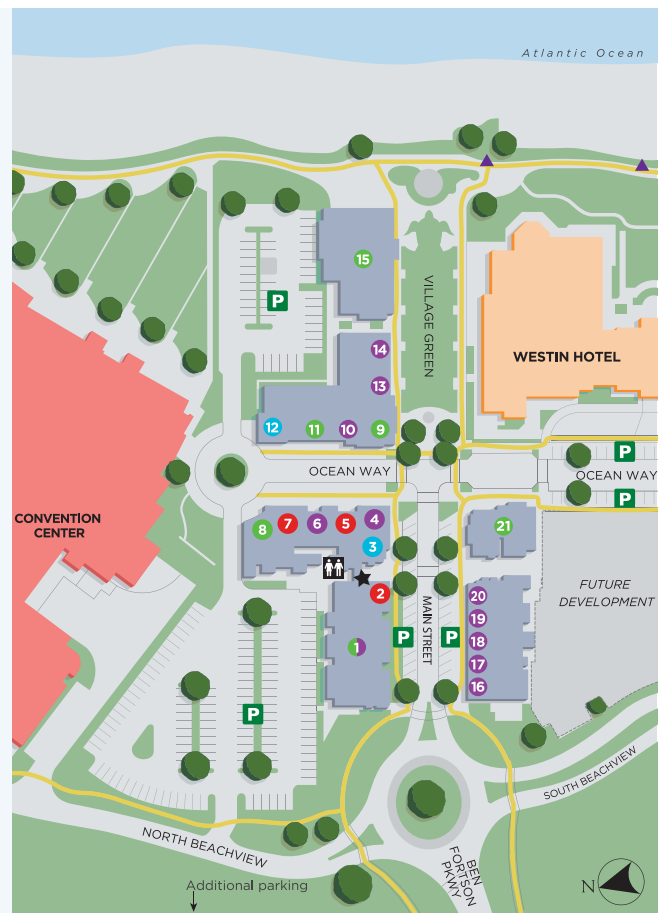 Atlantic Ocean
15
P
VILLAGE GREEN
14
WESTIN HOTEL
13
12
11
10
9
P
OCEAN WAY
OCEAN WAY
P
CONVENTION
CENTER
8
7
6
5
4
3
21
2
1
MAIN STREET
P
P
20
19
18
17
16
FUTURE
DEVELOPMENT
P
SOUTH BEACHVIEW
NORTH BEACHVIEW
BEN
FORTSON
PKWY
Additional parking
N